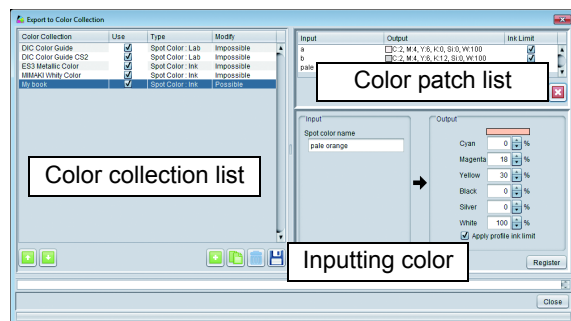 Export to Color Collection
Color Collection Use Type Modify
DIC Color Guide Spot Color : Lab Impossible
DIC Color Guide CS2 Spot Color : Lab Impossible
ES3 Metallic Color Spot Color : Ink Impossible
MIMAKI Whity Color Spot Color : Ink Impossible
My book Spot Color : Ink Possible
Color collection list
Input Output Ink Limit
a C:2, M:4, Y:6, K:0, Si:0, W:100
b C:2, M:4, Y:6, K:12, Si:0, W:100
pale
Color patch list
Input
Spot color name
pale orange
Output
Cyan 0 %
Magenta 18 %
Yellow 30 %
Black 0 %
Silver 0 %
White 100 %
Apply profile ink limit
Inputting color
Register
Close